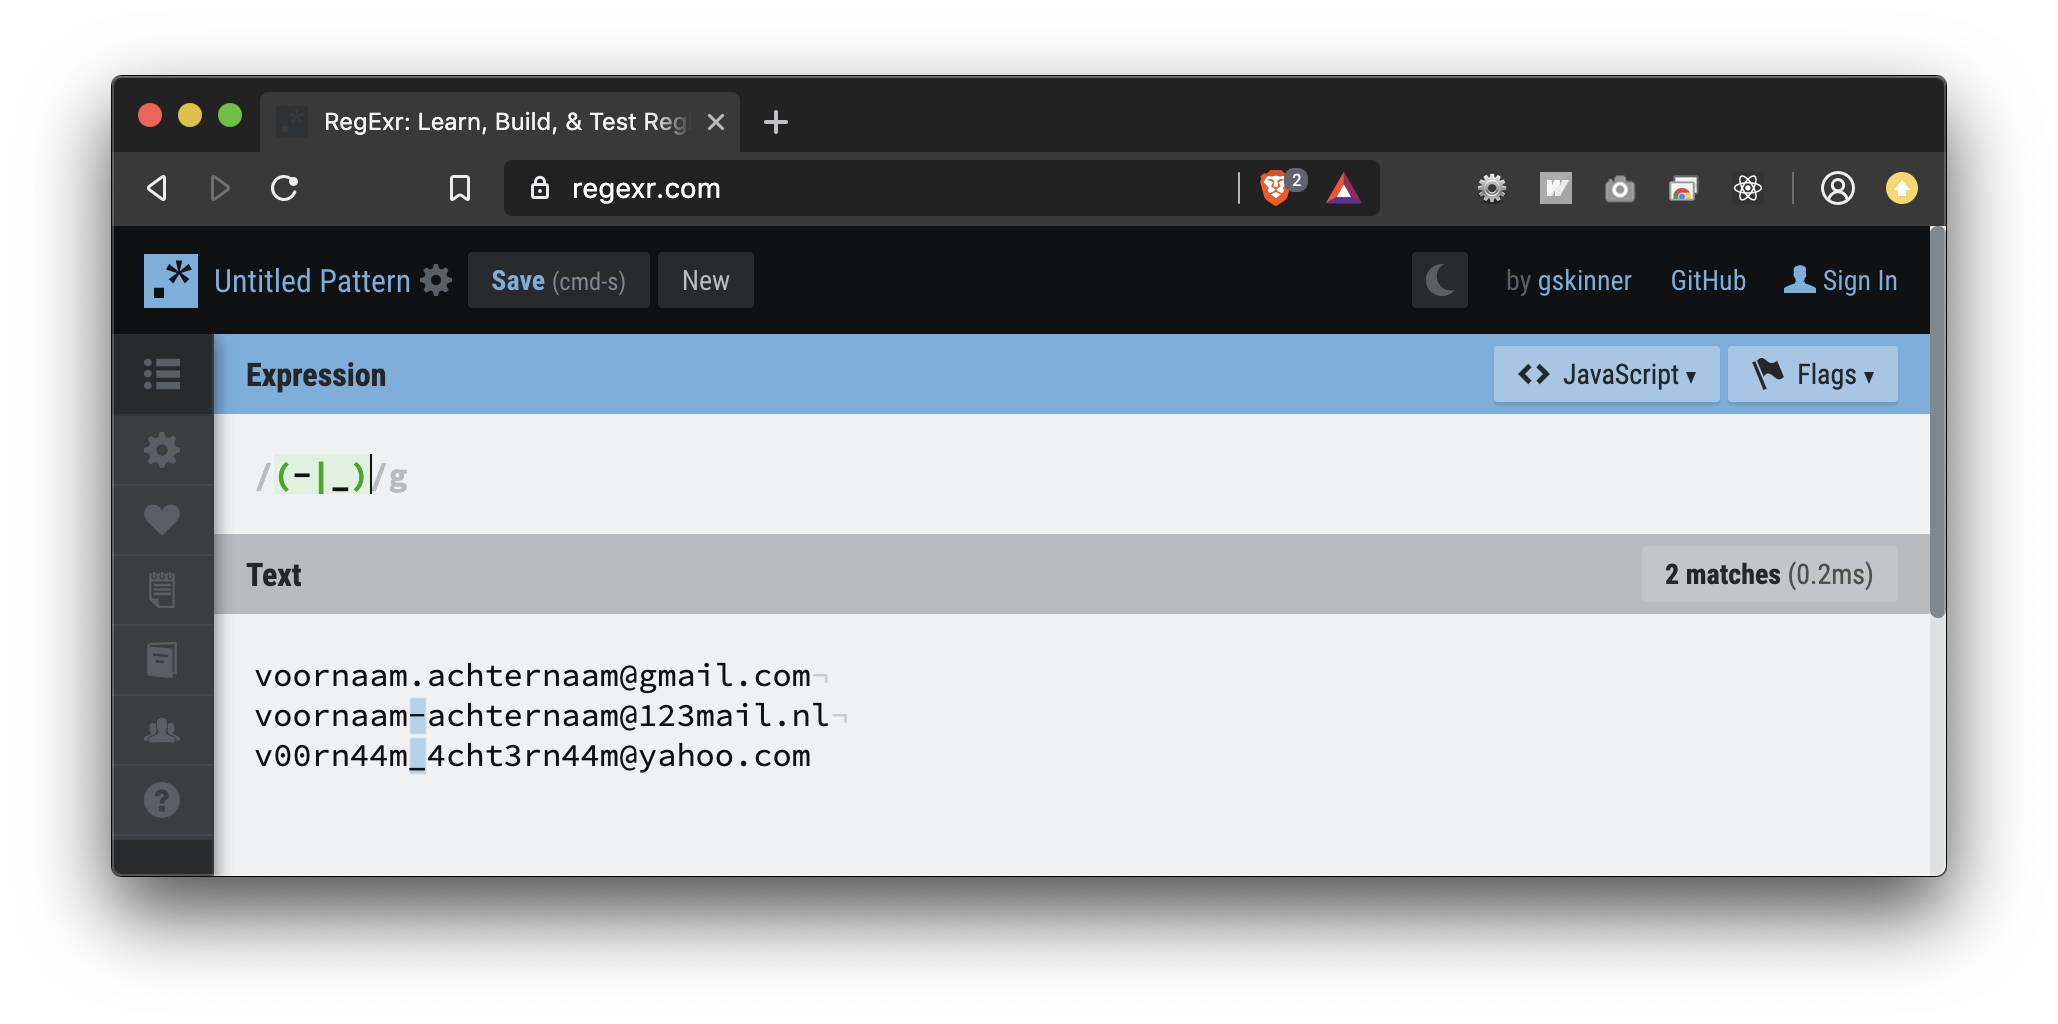 RegExr: Learn, Build, & Test Reg
regexr.com
2
Untitled Pattern
Save (cmd-s)
New
by gskinner
GitHub
Sign In
Expression
<> JavaScript ▾
Flags ▾
/(-|_)/g
Text
2 matches (0.2ms)
voornaam.achternaam@gmail.com¬
voornaam-achternaam@123mail.nl¬
v00rn44m_4cht3rn44m@yahoo.com